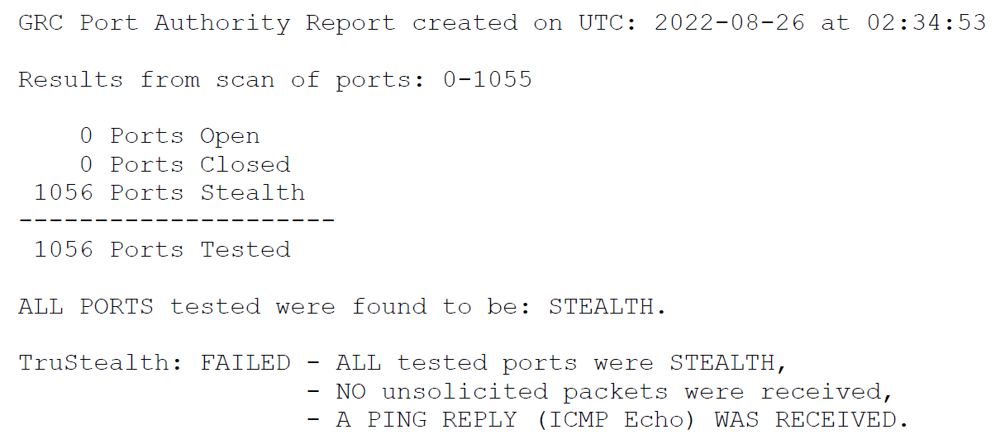 GRC Port Authority Report created on UTC: 2022-08-26 at 02:34:53
Results from scan of ports: 0-1055
0 Ports Open
0 Ports Closed
1056 Ports Stealth
---------------------
1056 Ports Tested
ALL PORTS tested were found to be: STEALTH.
TruStealth: FAILED - ALL tested ports were STEALTH,
- NO unsolicited packets were received,
- A PING REPLY (ICMP Echo) WAS RECEIVED.